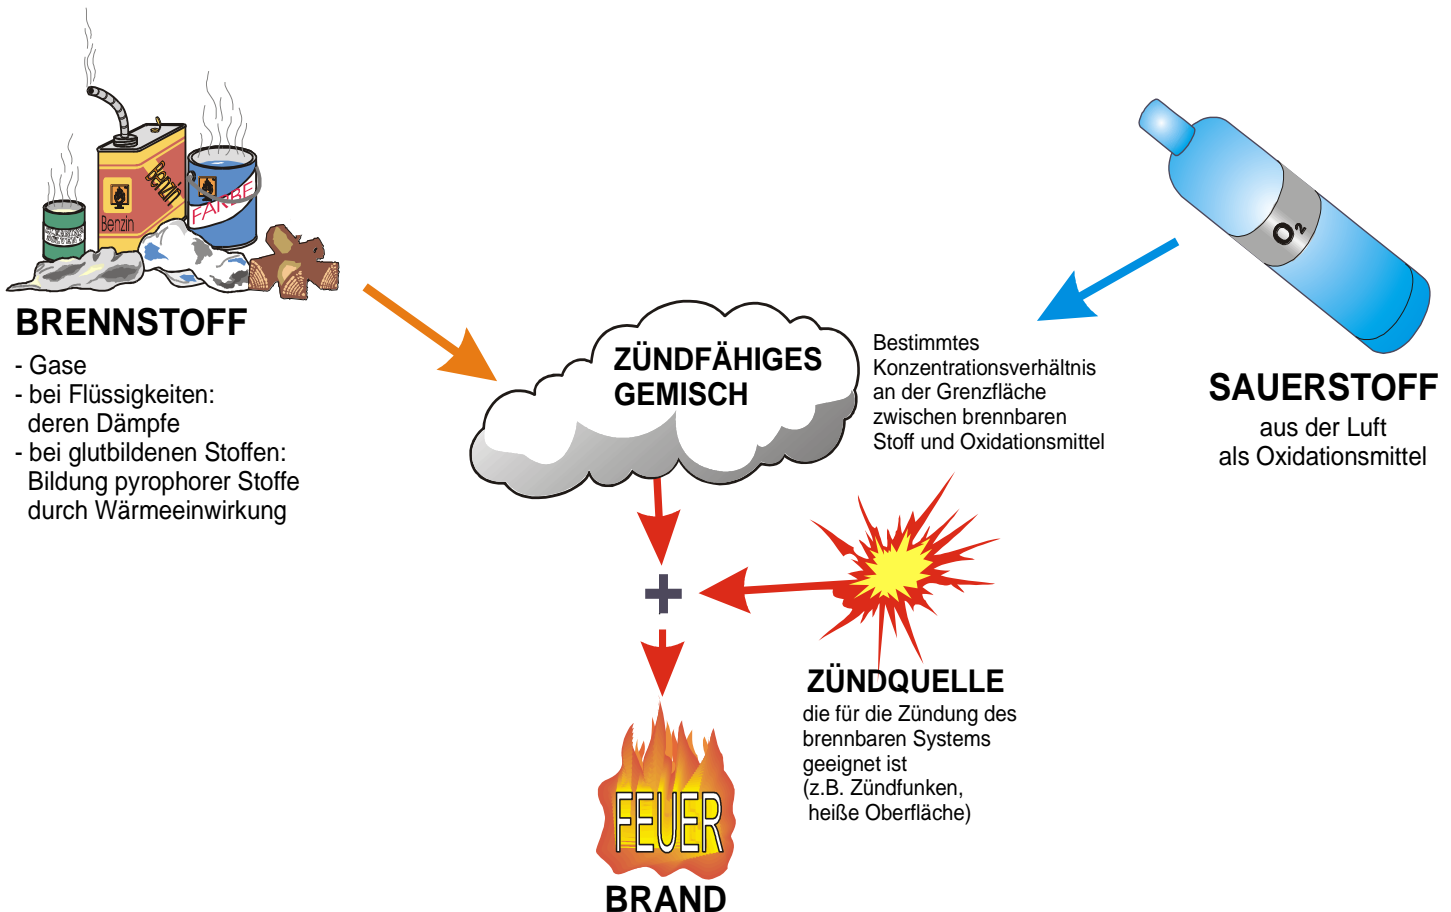 Benzin
Benzin
FARBE
BRENNSTOFF
- Gase
- bei Flüssigkeiten:
deren Dämpfe
- bei glutbildenen Stoffen:
Bildung pyrophorer Stoffe
durch Wärmeeinwirkung
ZÜNDFÄHIGES
GEMISCH
Bestimmtes
Konzentrationsverhältnis
an der Grenzfläche
zwischen brennbaren
Stoff und Oxidationsmittel
O₂
SAUERSTOFF
aus der Luft
als Oxidationsmittel
+
ZÜNDQUELLE
die für die Zündung des
brennbaren Systems
geeignet ist
(z.B. Zündfunken,
heiße Oberfläche)
FEUER
BRAND